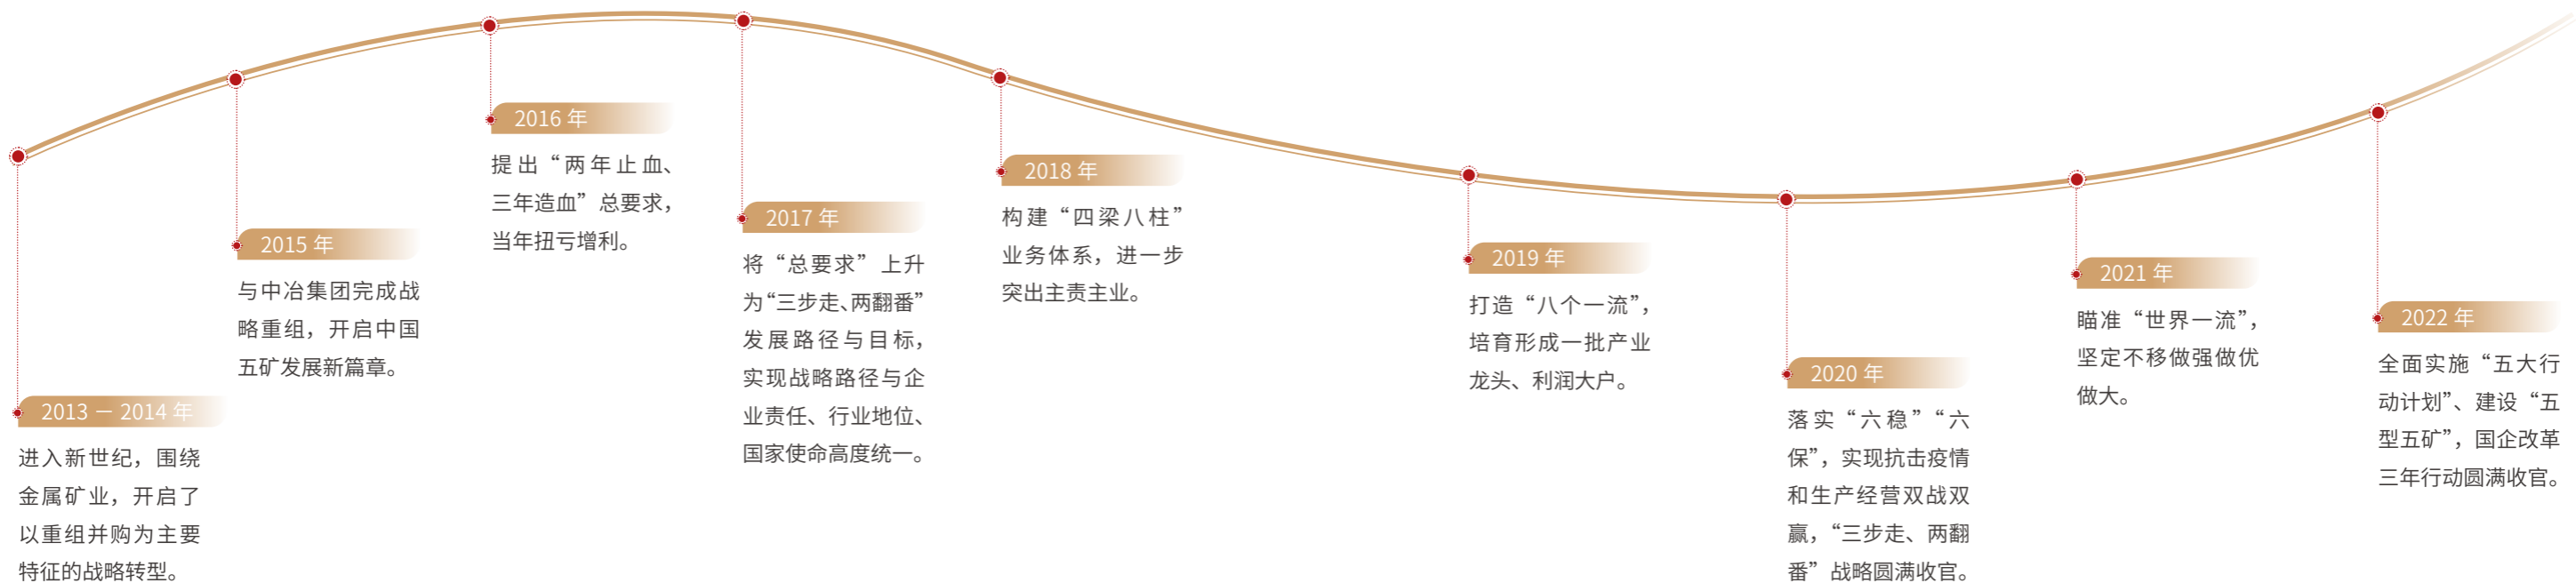 2013 — 2014 年
进入新世纪，围绕
金属矿业，开启了
以重组并购为主要
特征的战略转型。
2015 年
与中冶集团完成战
略重组，开启中国
五矿发展新篇章。
2016 年
提出“两年止血、
三年造血”总要求，
当年扭亏增利。
2017 年
将“总要求”上升
为“三步走、两翻番”
发展路径与目标，
实现战略路径与企
业责任、行业地位、
国家使命高度统一。
2018 年
构建“四梁八柱”
业务体系，进一步
突出主责主业。
2019 年
打造“八个一流”，
培育形成一批产业
龙头、利润大户。
2020 年
落实“六稳”“六
保”，实现抗击疫情
和生产经营双战双
赢，“三步走、两翻
番”战略圆满收官。
2021 年
瞄准“世界一流”，
坚定不移做强做优
做大。
2022 年
全面实施“五大行
动计划”、建设“五
型五矿”，国企改革
三年行动圆满收官。